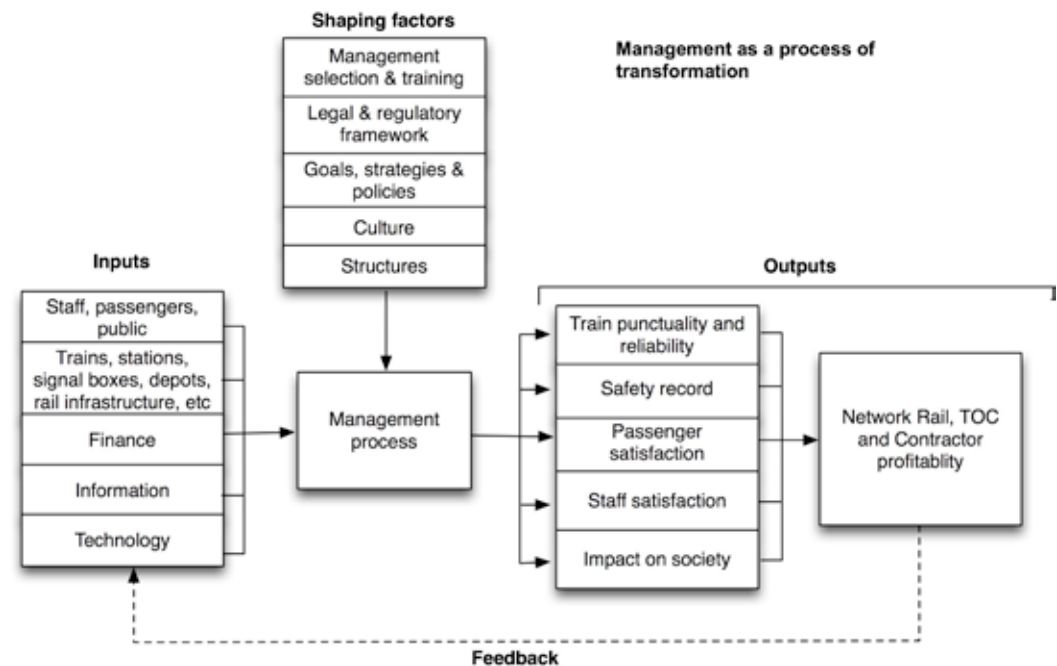 Shaping factors
Management
selection & training
Legal & regulatory
framework
Goals, strategies &
policies
Culture
Structures
Management as a process of
transformation
Inputs
Staff, passengers,
public
Trains, stations,
signal boxes, depots,
rail infrastructure, etc
Finance
Information
Technology
Management
process
Outputs
Train punctuality and
reliability
Safety record
Passenger
satisfaction
Staff satisfaction
Impact on society
Network Rail, TOC
and Contractor
profitablity
Feedback